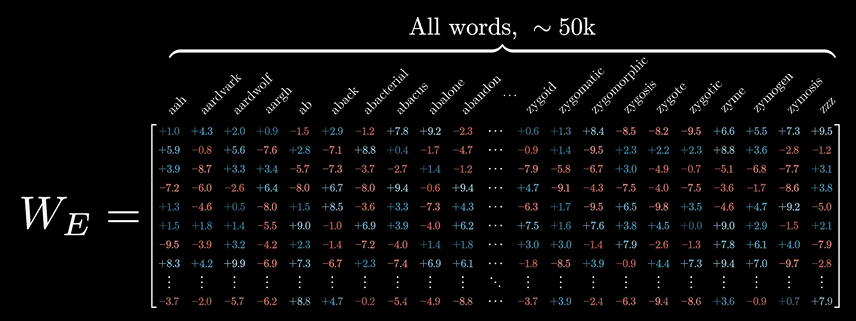 All words, ~ 50k
aah aardvark aardwolf aargh ab aback abacterial abacus abalone abandon ⋯ zygoid zygomatic zygomorphic zygosis zygote zygotic zyme zymogen zymosis zzz
+1.0 +4.3 +2.0 +0.9 −1.5 +2.9 −1.2 +7.8 +9.2 −2.3 ⋯ +0.6 +1.3 +8.4 −8.5 −8.2 −9.5 +6.6 +5.5 +7.3 +9.5
+5.9 −0.8 +5.6 −7.6 +2.8 −7.1 +8.8 +0.4 −1.7 −4.7 ⋯ −0.9 +1.4 −9.5 +2.3 +2.2 +2.3 +8.8 +3.6 −2.8 −1.2
+3.9 −8.7 +3.3 +3.4 −5.7 −7.3 −3.7 −2.7 +1.4 −1.2 ⋯ −7.9 −5.8 −6.7 +3.0 −4.9 −0.7 −5.1 −6.8 −7.7 +3.1
−7.2 −6.0 −2.6 +6.4 −8.0 +6.7 −8.0 +9.4 −0.6 +9.4 ⋯ +4.7 −9.1 −4.3 −7.5 −4.0 −7.5 −3.6 −1.7 −8.6 +3.8
W_E = +1.3 −4.6 +0.5 −8.0 +1.5 +8.5 −3.6 +3.3 −7.3 +4.3 ⋯ −6.3 +1.7 −9.5 +6.5 −9.8 +3.5 −4.6 +4.7 +9.2 −5.0
+1.5 +1.8 +1.4 −5.5 +9.0 −1.0 +6.9 +3.9 −4.0 +6.2 ⋯ +7.5 +1.6 +7.6 +3.8 +4.5 +0.0 +9.0 +2.9 −1.5 +2.1
−9.5 −3.9 +3.2 −4.2 +2.3 −1.4 −7.2 −4.0 +1.4 +1.8 ⋯ +3.0 +3.0 −1.4 +7.9 −2.6 −1.3 +7.8 +6.1 +4.0 −7.9
+8.3 +4.2 +9.9 −6.9 +7.3 −6.7 +2.3 −7.4 +6.9 +6.1 ⋯ −1.8 −8.5 +3.9 −0.9 +4.4 +7.3 +9.4 +7.0 −9.7 −2.8
⋮ ⋮ ⋮ ⋮ ⋮ ⋮ ⋮ ⋮ ⋮ ⋮ ⋱ ⋮ ⋮ ⋮ ⋮ ⋮ ⋮ ⋮ ⋮ ⋮ ⋮
−3.7 −2.0 −5.7 −6.2 +8.8 +4.7 −0.2 −5.4 −4.9 −8.8 ⋯ −3.7 +3.9 −2.4 −6.3 −9.4 −8.6 +3.6 −0.9 +0.7 +7.9